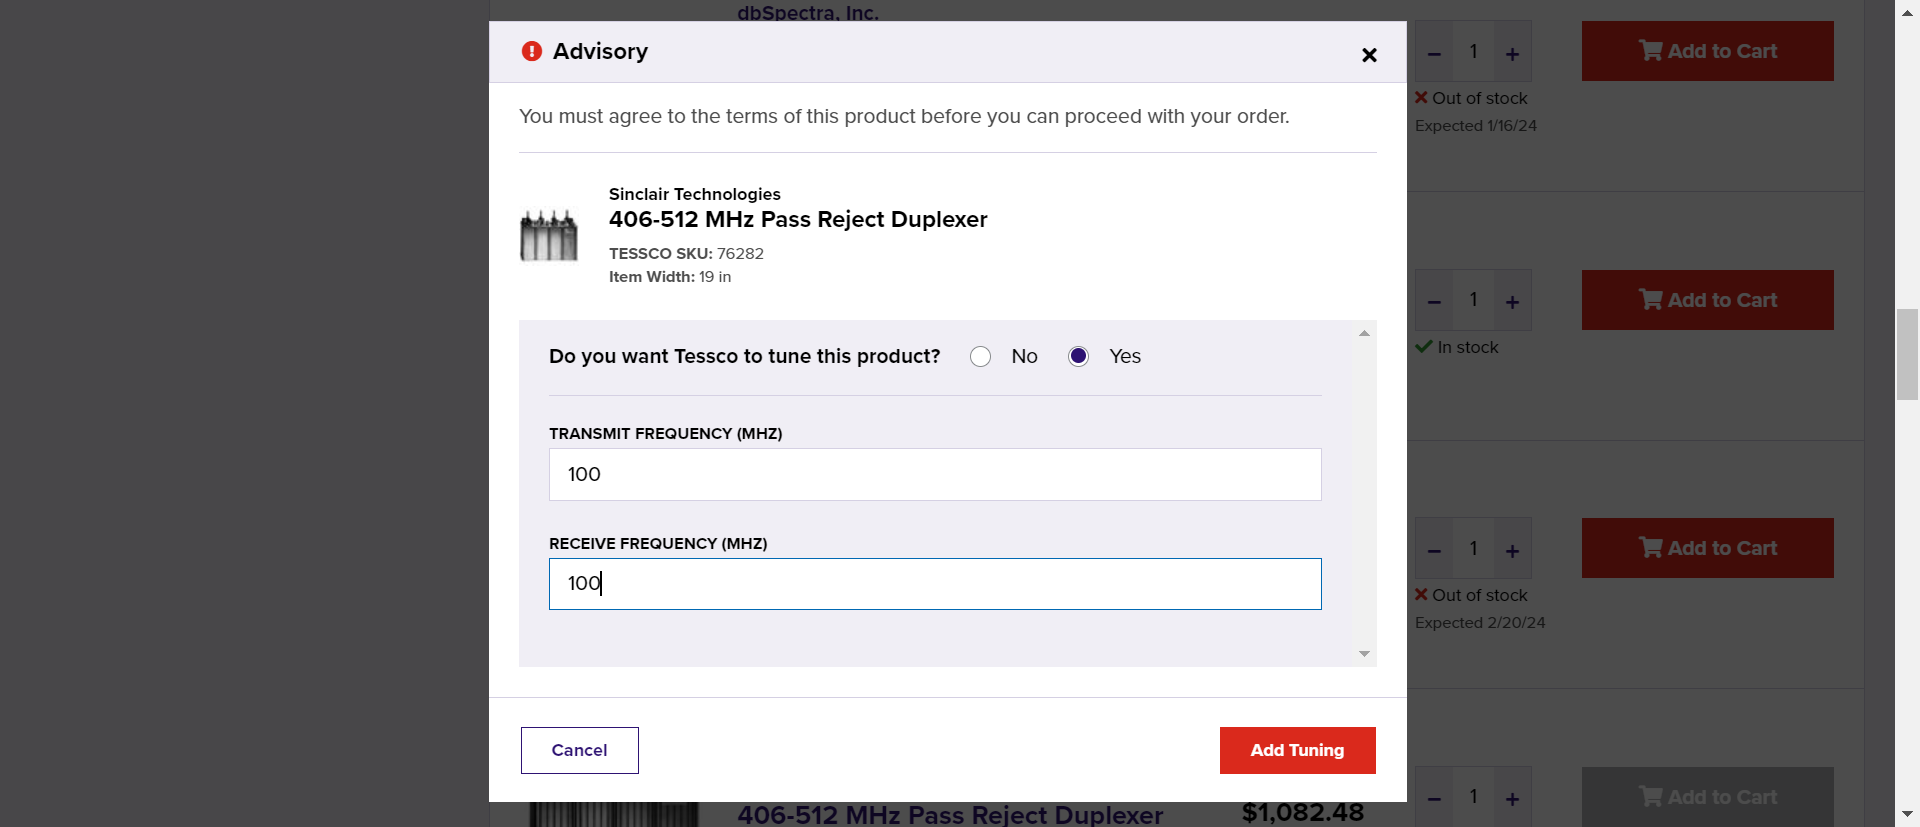 dbSpectra, Inc.
Advisory
You must agree to the terms of this product before you can proceed with your order.
Sinclair Technologies
406-512 MHz Pass Reject Duplexer
TESSCO SKU: 76282
Item Width: 19 in
Do you want Tessco to tune this product?
No
Yes
TRANSMIT FREQUENCY (MHZ)
100
RECEIVE FREQUENCY (MHZ)
100
Cancel
Add Tuning
− 1 +
Add to Cart
Out of stock
Expected 1/16/24
− 1 +
Add to Cart
In stock
− 1 +
Add to Cart
Out of stock
Expected 2/20/24
406-512 MHz Pass Reject Duplexer
$1,082.48
− 1 +
Add to Cart